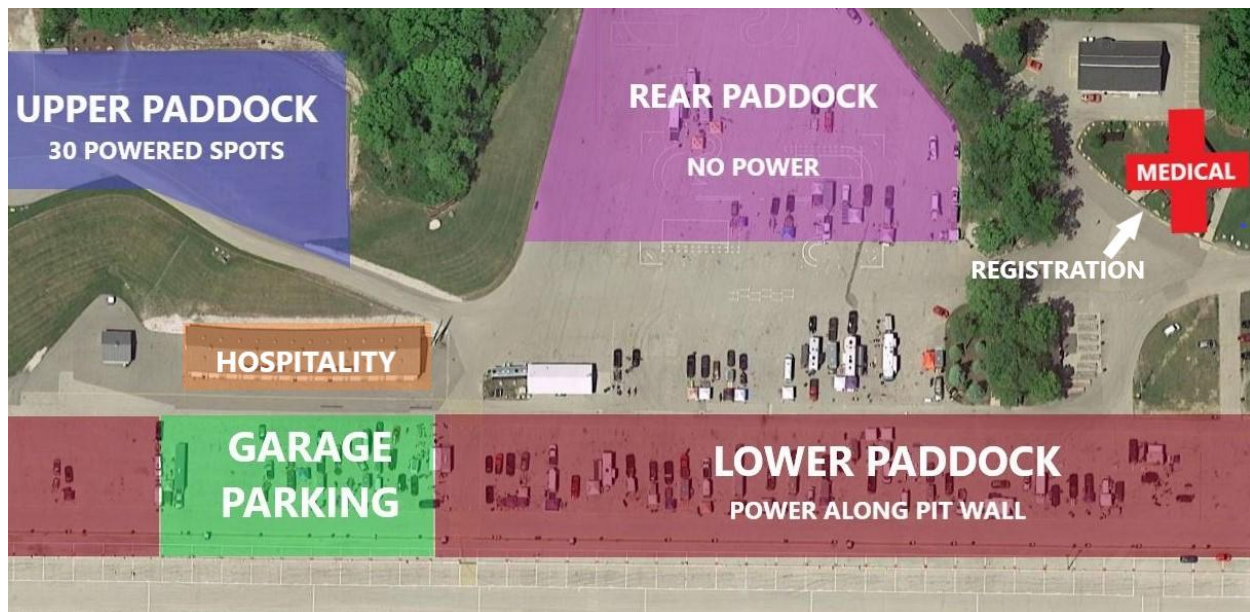 UPPER PADDOCK
30 POWERED SPOTS
REAR PADDOCK
NO POWER
MEDICAL
REGISTRATION
HOSPITALITY
GARAGE
PARKING
LOWER PADDOCK
POWER ALONG PIT WALL